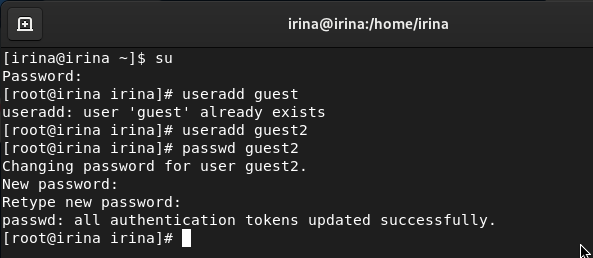 irina@irina:/home/irina
[irina@irina ~]$ su
Password:
[root@irina irina]# useradd guest
useradd: user 'guest' already exists
[root@irina irina]# useradd guest2
[root@irina irina]# passwd guest2
Changing password for user guest2.
New password:
Retype new password:
passwd: all authentication tokens updated successfully.
[root@irina irina]#